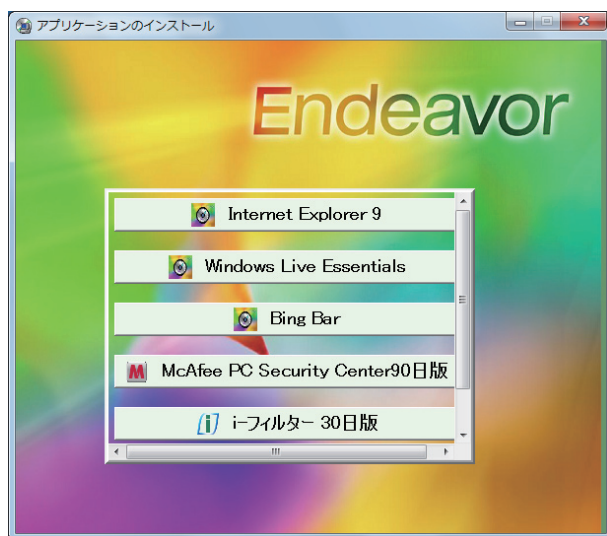 アプリケーションのインストール
Endeavor
Internet Explorer 9
Windows Live Essentials
Bing Bar
McAfee PC Security Center90日版
i-フィルター 30日版